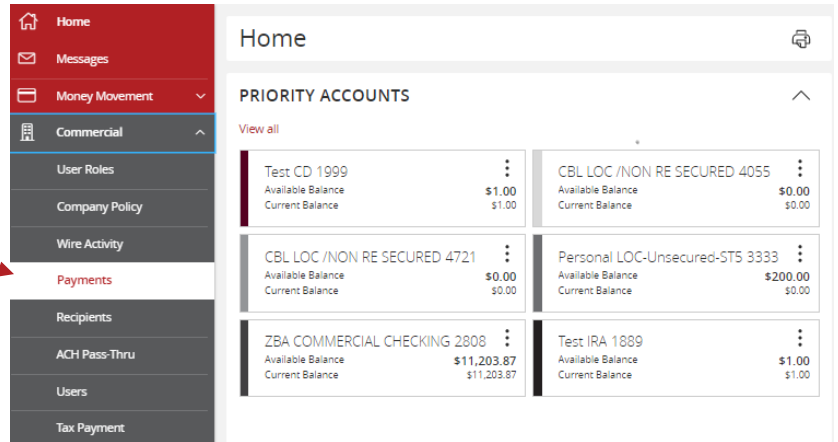 Home
Messages
Money Movement
Commercial
User Roles
Company Policy
Wire Activity
Payments
Recipients
ACH Pass-Thru
Users
Tax Payment
Home
PRIORITY ACCOUNTS
View all
Test CD 1999
Available Balance $1.00
Current Balance $1.00
CBL LOC /NON RE SECURED 4055
Available Balance $0.00
Current Balance $0.00
CBL LOC /NON RE SECURED 4721
Available Balance $0.00
Current Balance $0.00
Personal LOC-Unsecured-ST5 3333
Available Balance $200.00
Current Balance $0.00
ZBA COMMERCIAL CHECKING 2808
Available Balance $11,203.87
Current Balance $11,203.87
Test IRA 1889
Available Balance $1.00
Current Balance $1.00